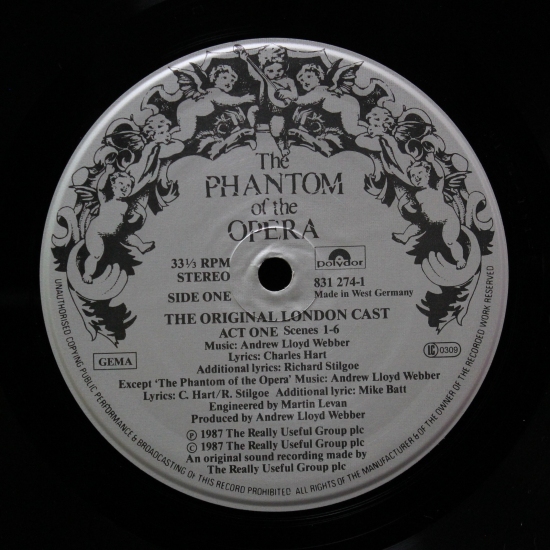 The
PHANTOM
of the
OPERA
33⅓ RPM
STEREO
SIDE ONE
Polydor
831 274-1
Made in West Germany
THE ORIGINAL LONDON CAST
ACT ONE Scenes 1-6
GEMA
LC 0309
Music: Andrew Lloyd Webber
Lyrics: Charles Hart
Additional lyrics: Richard Stilgoe
Except 'The Phantom of the Opera' Music: Andrew Lloyd Webber
Lyrics: C. Hart/R. Stilgoe Additional lyric: Mike Batt
Engineered by Martin Levan
Produced by Andrew Lloyd Webber
Ⓟ 1987 The Really Useful Group plc
© 1987 The Really Useful Group plc
An original sound recording made by
The Really Useful Group plc
UNAUTHORISED COPYING PUBLIC PERFORMANCE & BROADCASTING OF THIS RECORD PROHIBITED. ALL RIGHTS OF THE MANUFACTURER & OF THE OWNER OF THE RECORDED WORK RESERVED